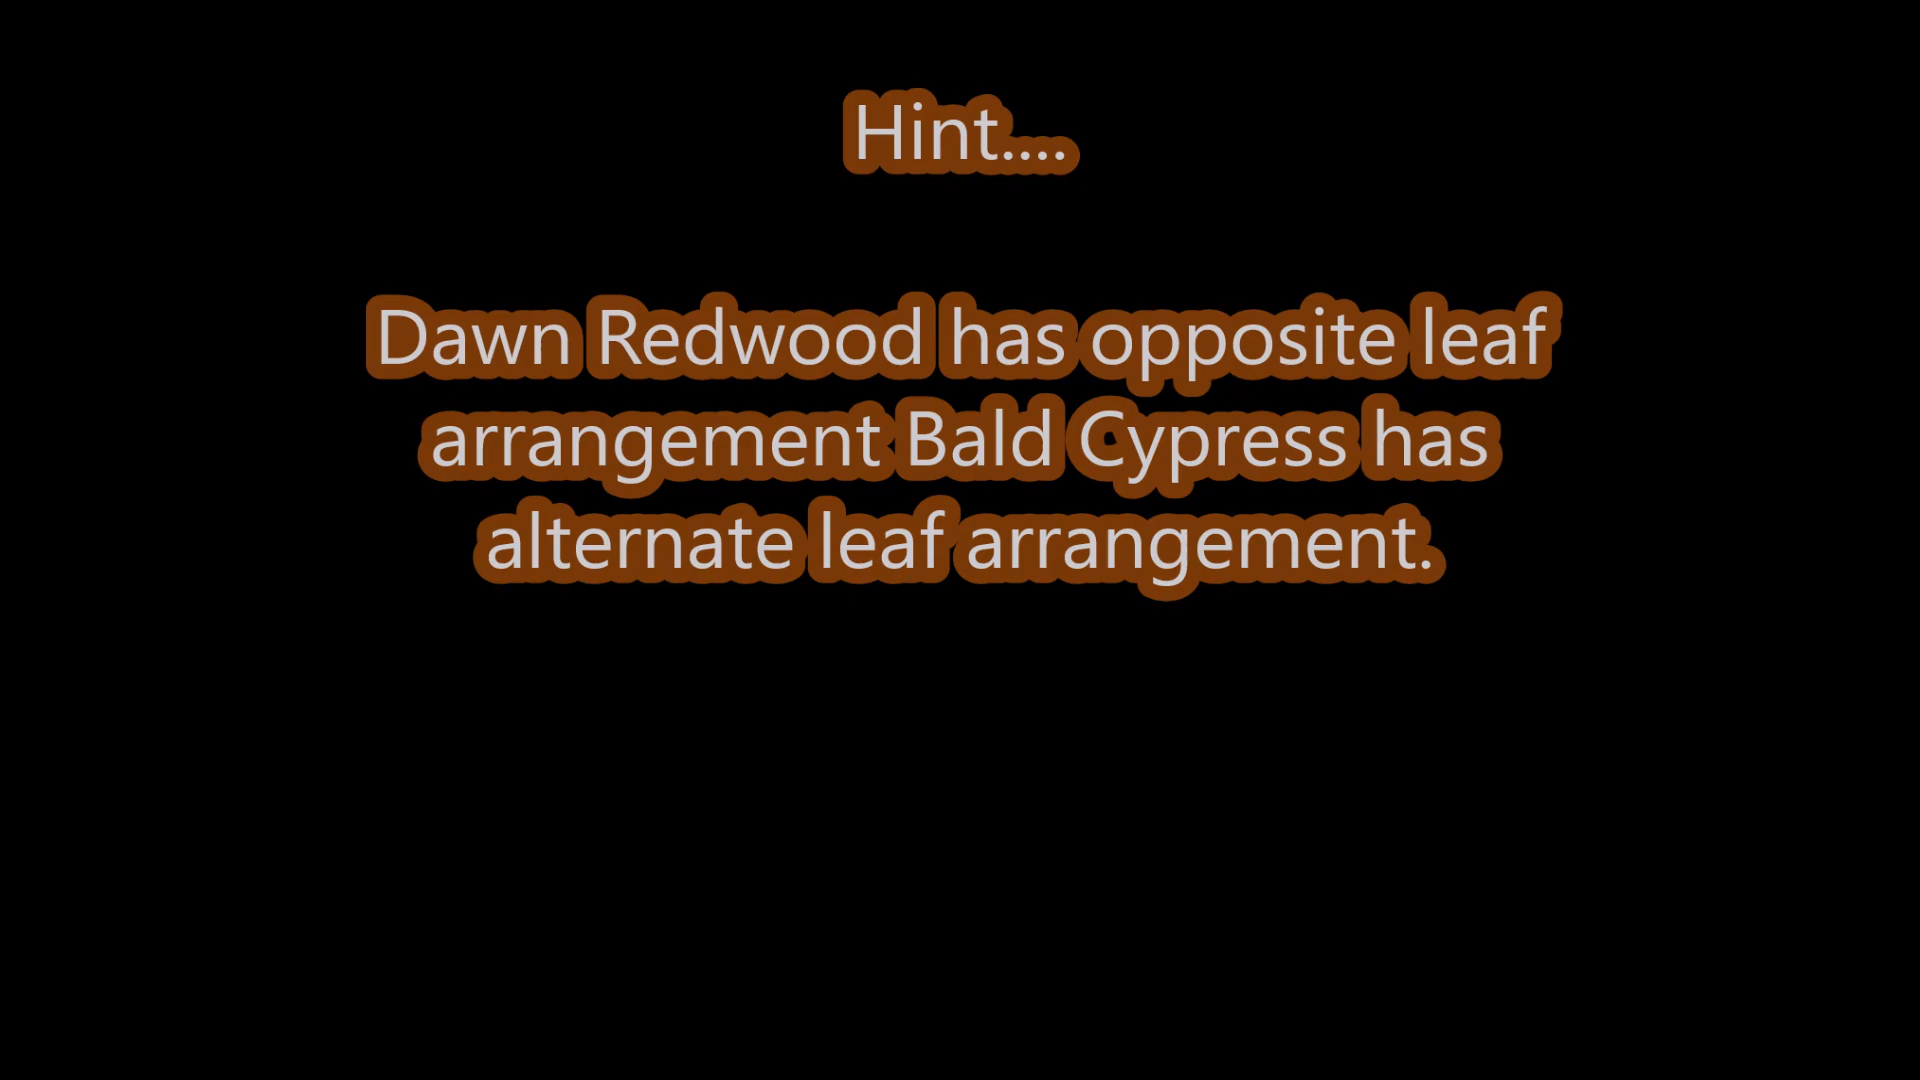 Hint....
Dawn Redwood has opposite leaf
arrangement Bald Cypress has
alternate leaf arrangement.